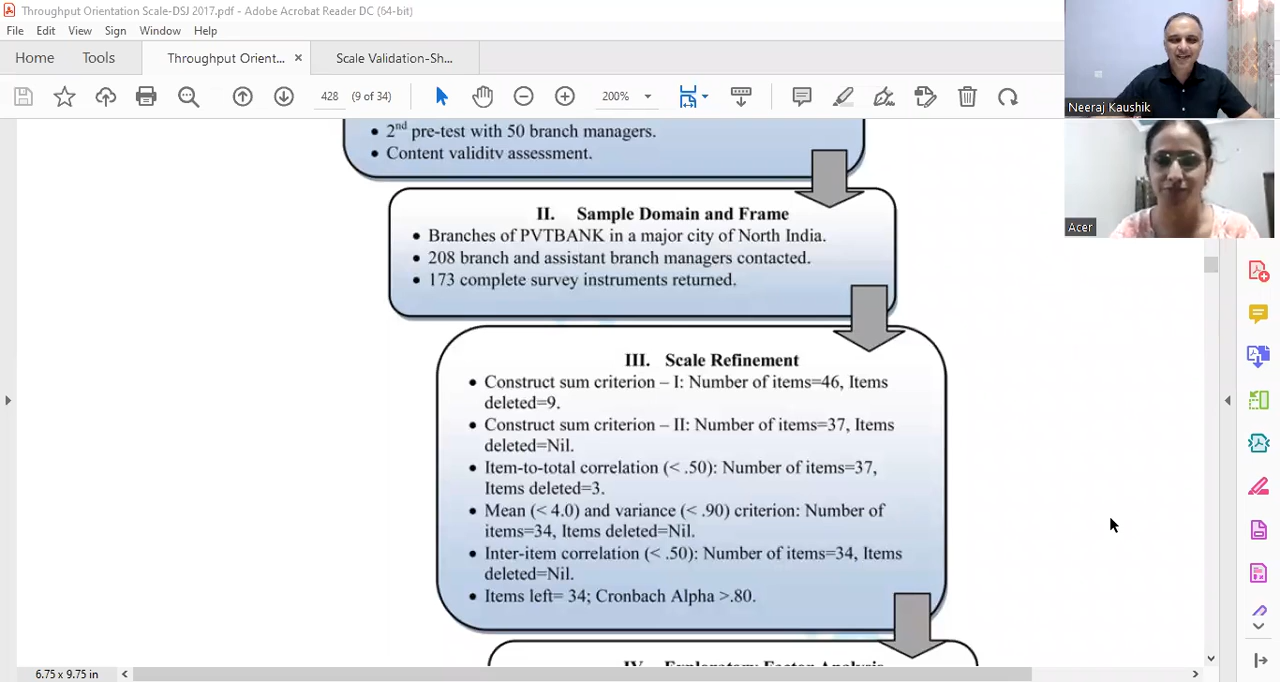 Throughput Orientation Scale-DSJ 2017.pdf - Adobe Acrobat Reader DC (64-bit)
File Edit View Sign Window Help
Home Tools Throughput Orient... × Scale Validation-Sh...
428 (9 of 34) 200%
Neeraj Kaushik
Acer
• 2nd pre-test with 50 branch managers.
• Content validity assessment.
II. Sample Domain and Frame
• Branches of PVTBANK in a major city of North India.
• 208 branch and assistant branch managers contacted.
• 173 complete survey instruments returned.
III. Scale Refinement
• Construct sum criterion – I: Number of items=46, Items
deleted=9.
• Construct sum criterion – II: Number of items=37, Items
deleted=Nil.
• Item-to-total correlation (< .50): Number of items=37,
Items deleted=3.
• Mean (< 4.0) and variance (< .90) criterion: Number of
items=34, Items deleted=Nil.
• Inter-item correlation (< .50): Number of items=34, Items
deleted=Nil.
• Items left= 34; Cronbach Alpha >.80.
IV. Exploratory Factor Analysis
6.75 x 9.75 in